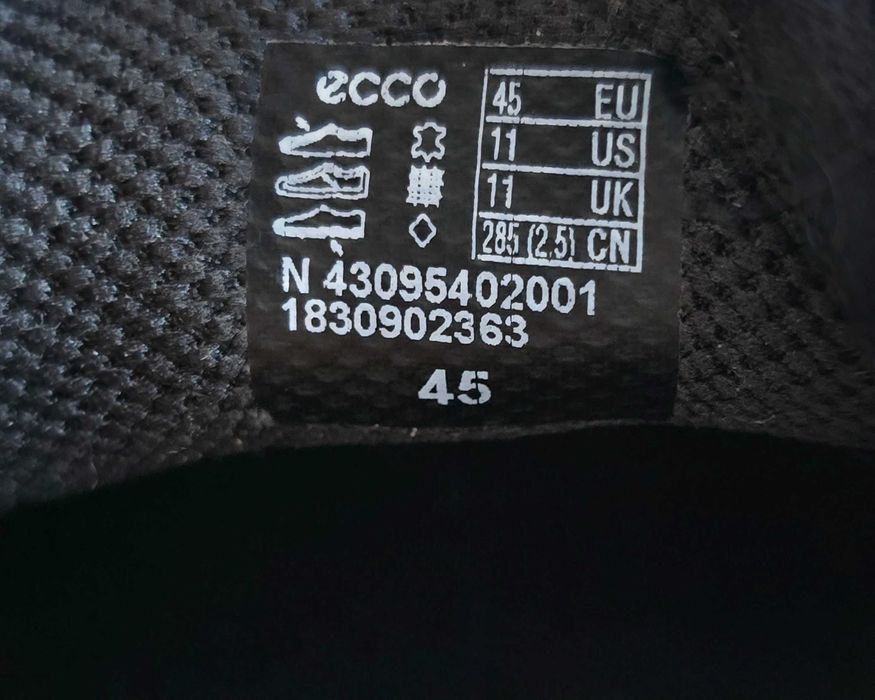 ecco
45 EU
11 US
11 UK
285 (2,5) CN
N 43095402001
1830902363
45